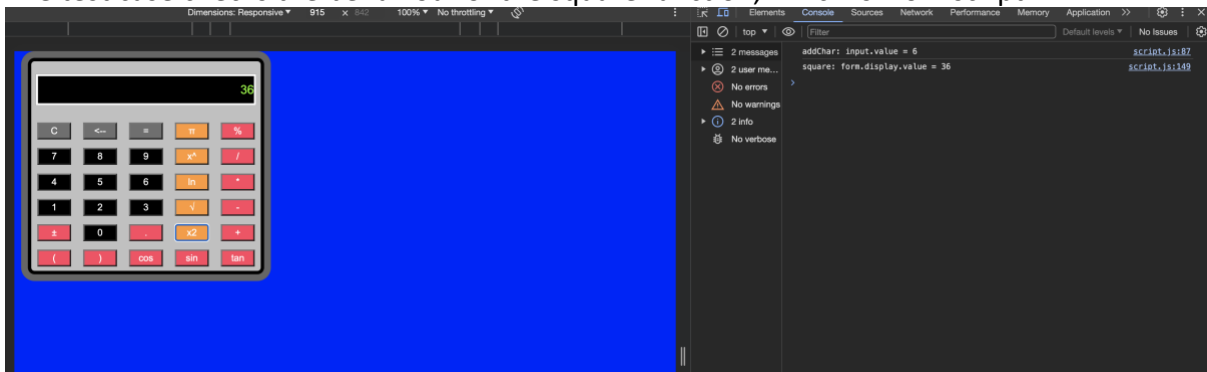 Dimensions: Responsive ▼ 915 × 842 100% ▼ No throttling ▼
Elements Console Sources Network Performance Memory Application >>
top ▼ Filter Default levels ▼ No Issues
2 messages
2 user me...
No errors
No warnings
2 info
No verbose
addChar: input.value = 6 script.js:87
square: form.display.value = 36 script.js:149
>
36
C <-- = π %
7 8 9 x^ /
4 5 6 ln *
1 2 3 √ -
± 0 . x2 +
( ) cos sin tan